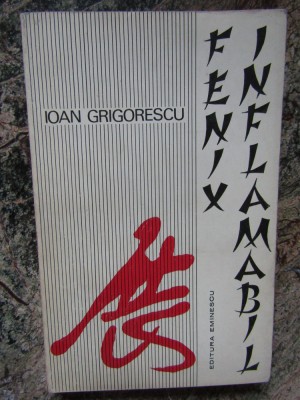 IOAN GRIGORESCU
FENIX
INFLAMABIL
EDITURA EMINESCU